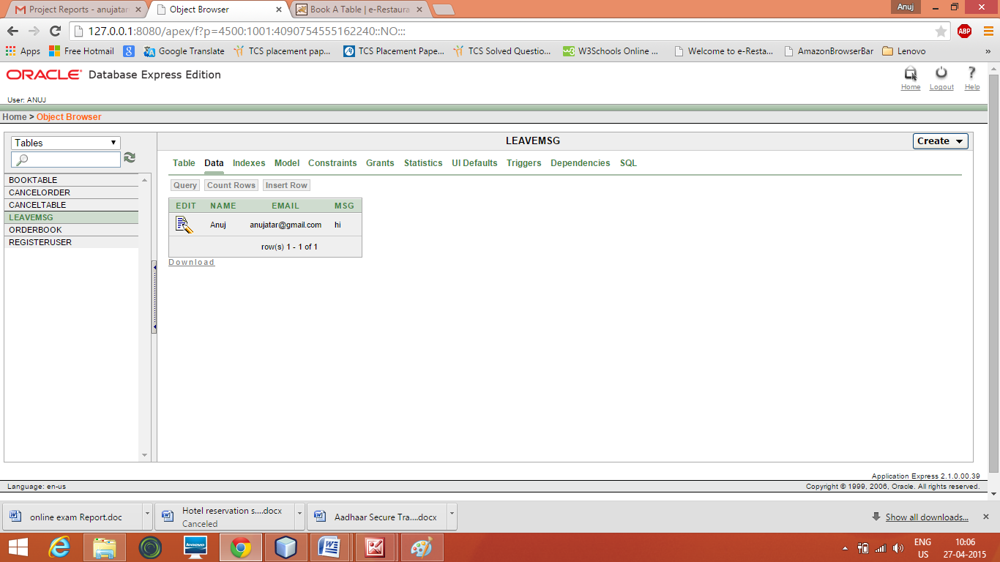 Project Reports - anujatar
Object Browser
Book A Table | e-Restaura
Anuj
127.0.0.1:8080/apex/f?p=4500:1001:4090754555162240::NO:::
ABP
Apps
Free Hotmail
Google Translate
TCS placement pap...
TCS Placement Pape...
TCS Solved Questio...
W3Schools Online ...
Welcome to e-Resta...
AmazonBrowserBar
Lenovo
»
ORACLE® Database Express Edition
Home
Logout
Help
User: ANUJ
Home > Object Browser
Tables
LEAVEMSG
Create
Table Data Indexes Model Constraints Grants Statistics UI Defaults Triggers Dependencies SQL
Query Count Rows Insert Row
BOOKTABLE
CANCELORDER
CANCELTABLE
LEAVEMSG
ORDERBOOK
REGISTERUSER
EDIT NAME EMAIL MSG
Anuj anujatar@gmail.com hi
row(s) 1 - 1 of 1
Download
Application Express 2.1.0.00.39
Language: en-us
Copyright © 1999, 2006, Oracle. All rights reserved.
online exam Report.doc
Hotel reservation s....docx
Canceled
Aadhaar Secure Tra....docx
Show all downloads...
lenovo
ENG
US
10:06
27-04-2015